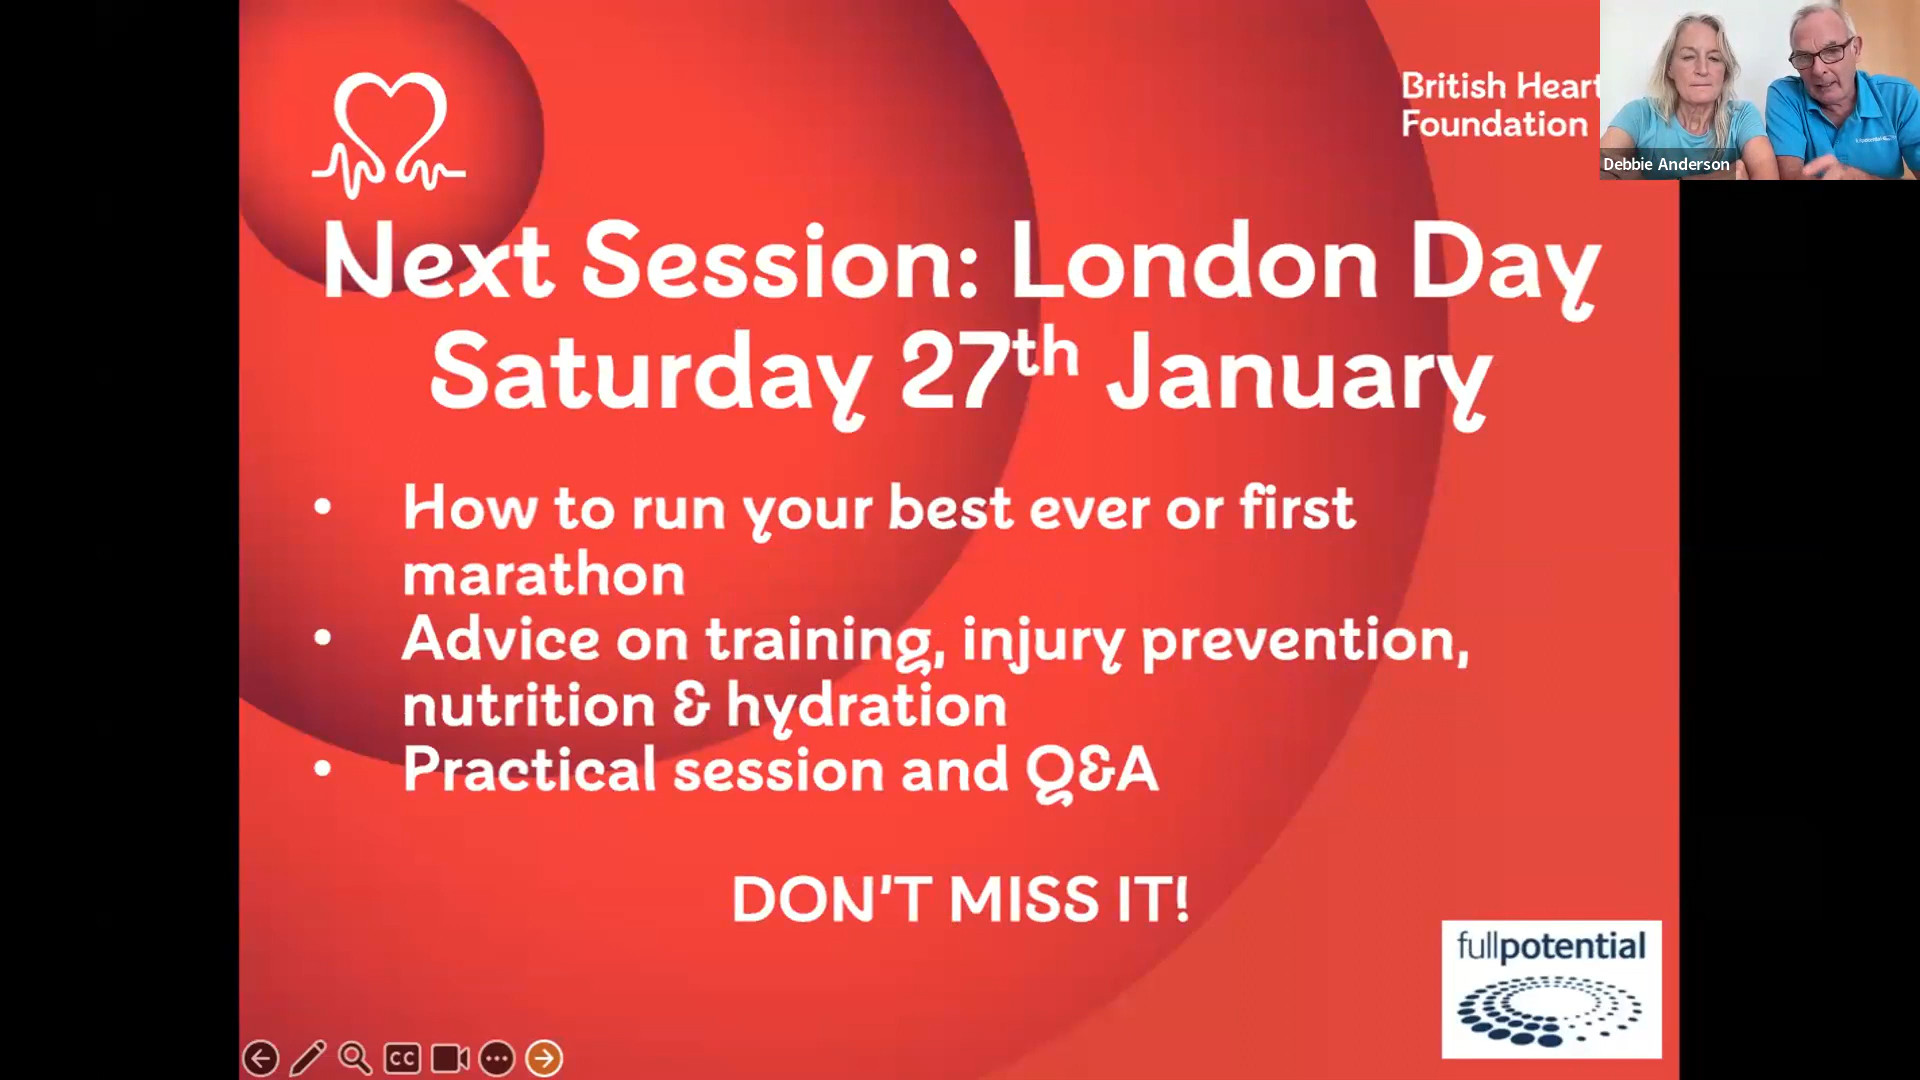 British Heart
Foundation
Debbie Anderson
Next Session: London Day
Saturday 27th January
• How to run your best ever or first
marathon
• Advice on training, injury prevention,
nutrition & hydration
• Practical session and Q&A
DON'T MISS IT!
fullpotential
CC